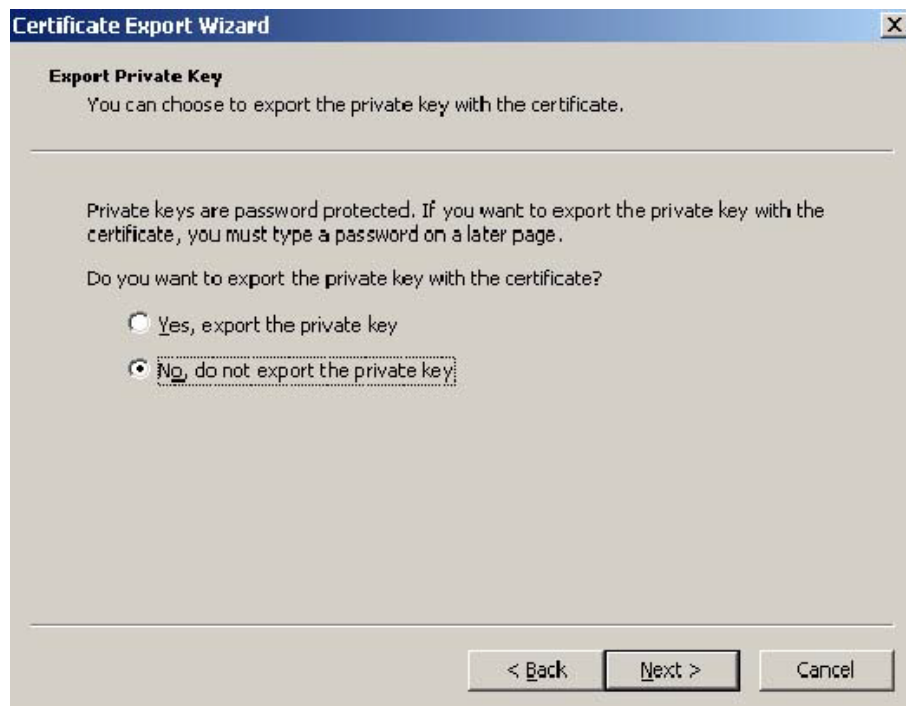 Certificate Export Wizard
Export Private Key
You can choose to export the private key with the certificate.
Private keys are password protected. If you want to export the private key with the
certificate, you must type a password on a later page.
Do you want to export the private key with the certificate?
Yes, export the private key
No, do not export the private key
< Back
Next >
Cancel